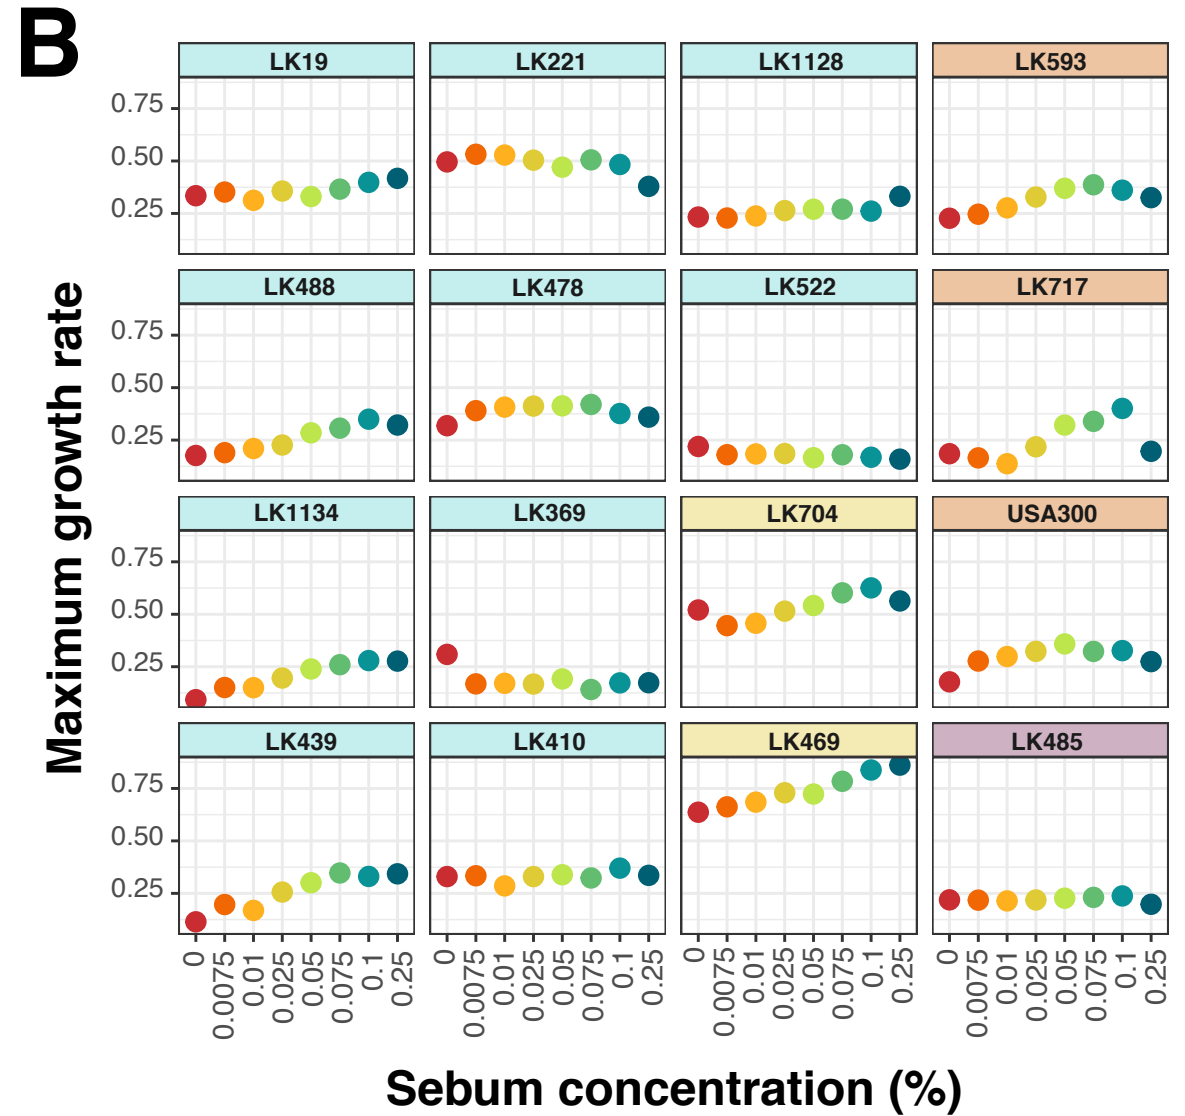 B
LK19 LK221 LK1128 LK593
0.75
0.50
0.25
LK488 LK478 LK522 LK717
0.75
0.50
0.25
LK1134 LK369 LK704 USA300
0.75
0.50
0.25
LK439 LK410 LK469 LK485
0.75
0.50
0.25
Maximum growth rate
0 0.0075 0.01 0.025 0.05 0.075 0.1 0.25 0 0.0075 0.01 0.025 0.05 0.075 0.1 0.25 0 0.0075 0.01 0.025 0.05 0.075 0.1 0.25 0 0.0075 0.01 0.025 0.05 0.075 0.1 0.25
Sebum concentration (%)